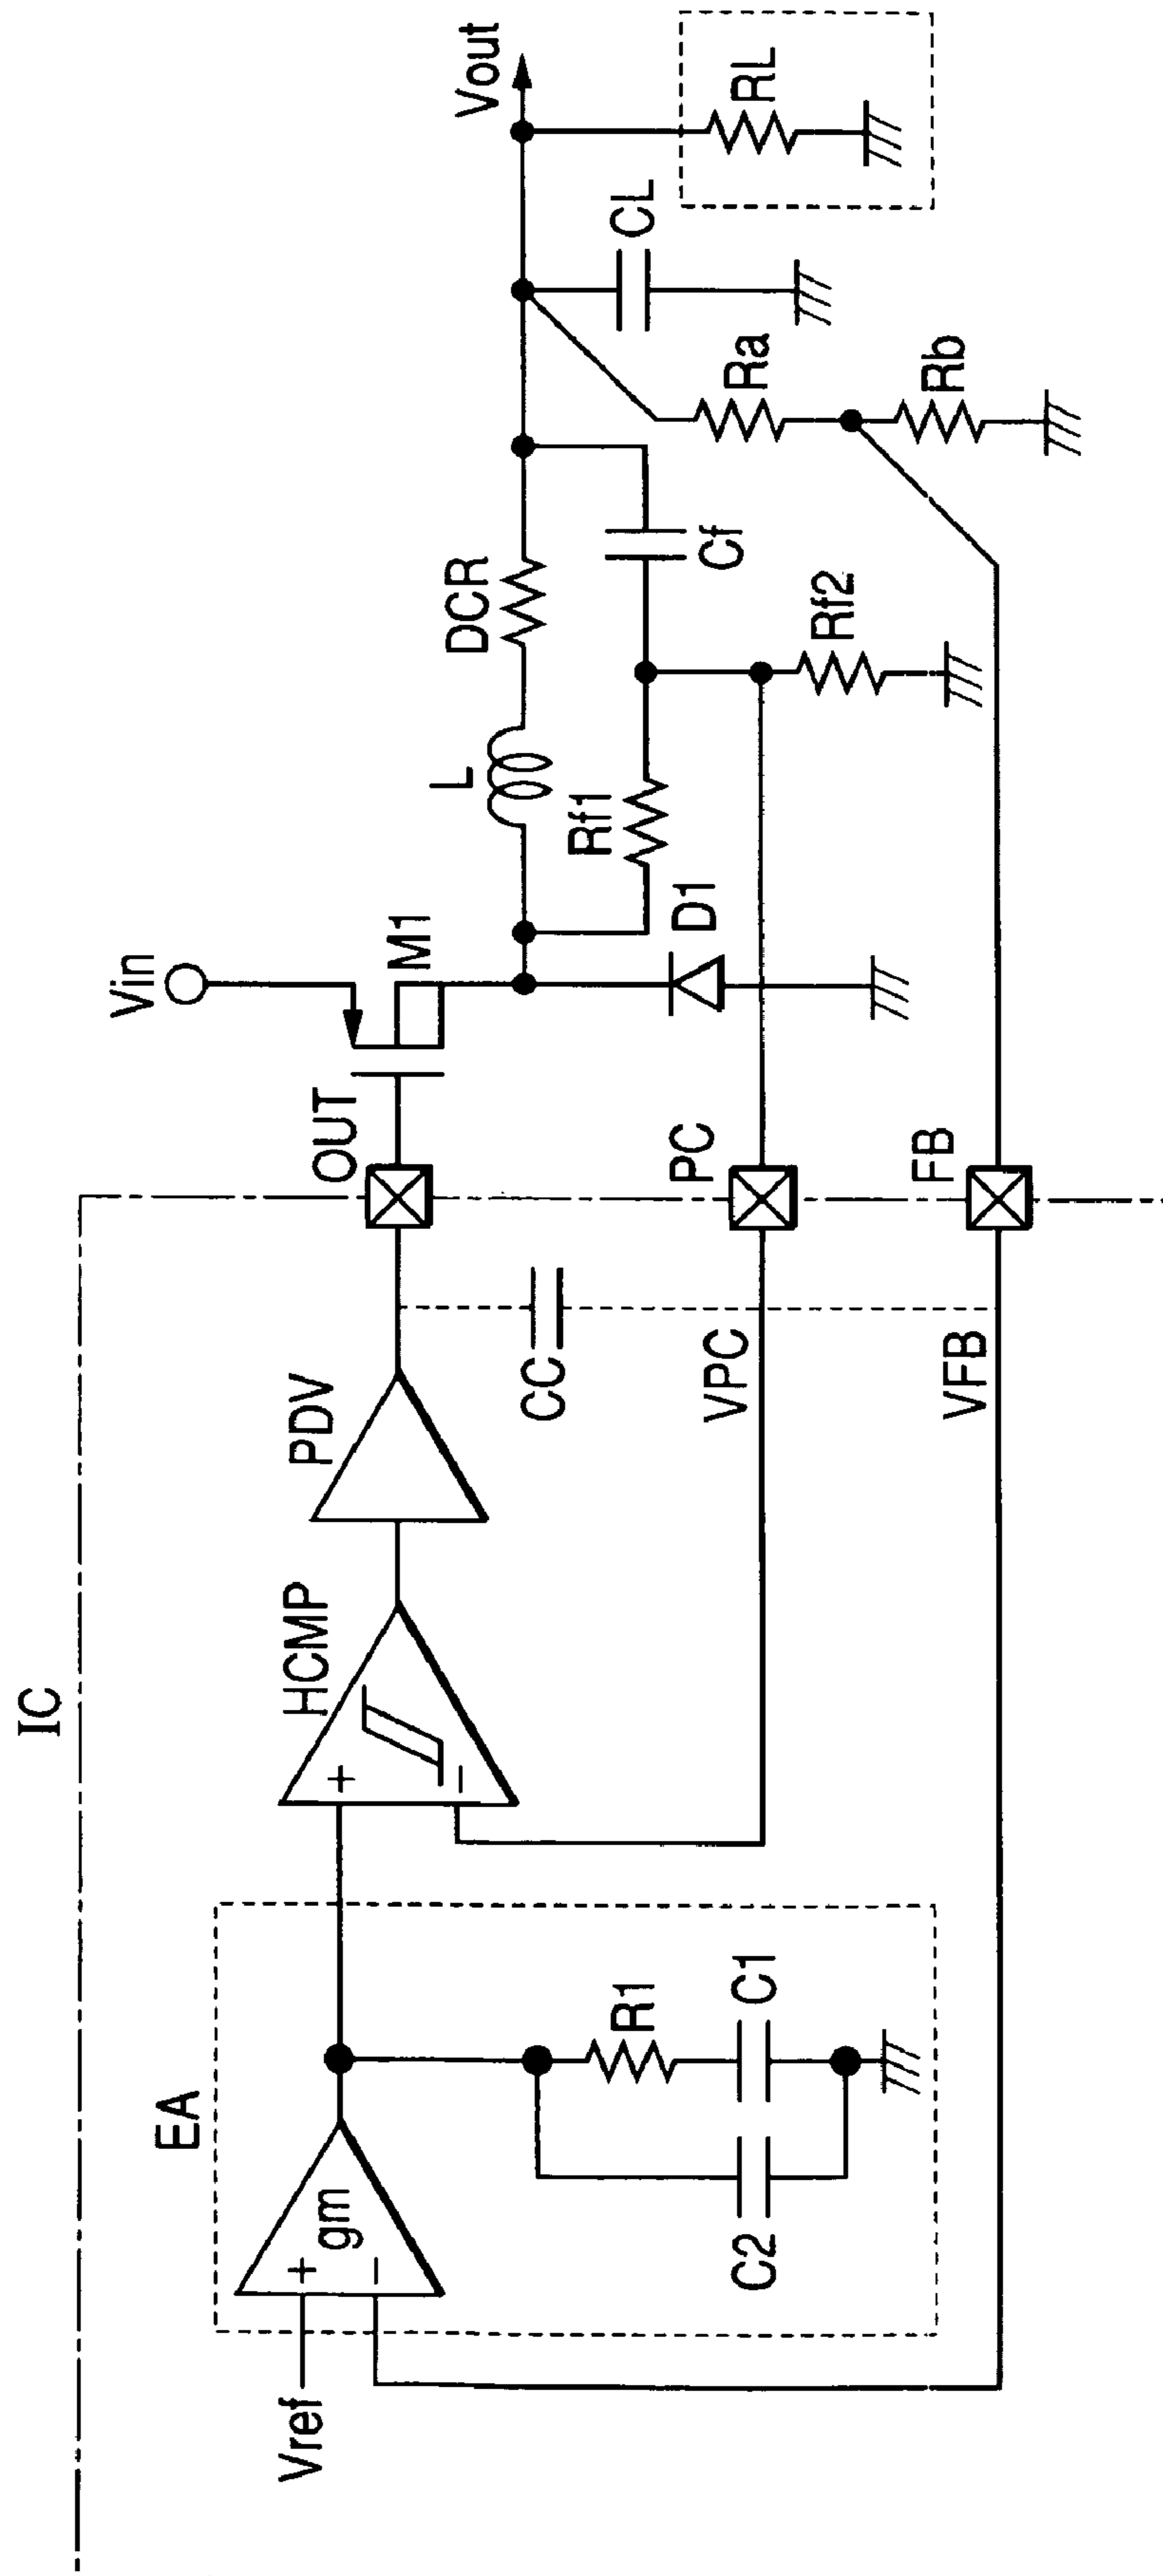 IC
EA
Vref
+
−
gm
C2
R1
C1
HCMP
+
−
PDV
CC
VPC
VFB
OUT
PC
FB
Vin
M1
D1
L
Rf1
DCR
Cf
Rf2
Ra
Rb
CL
RL
Vout